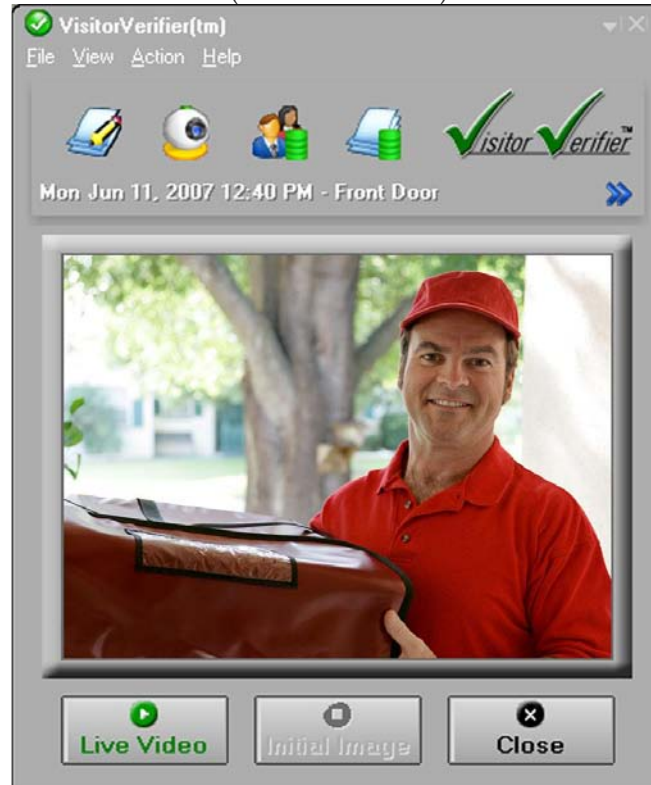 VisitorVerifier(tm)
File View Action Help
Visitor Verifier™
Mon Jun 11, 2007 12:40 PM - Front Door
Live Video
Initial Image
Close